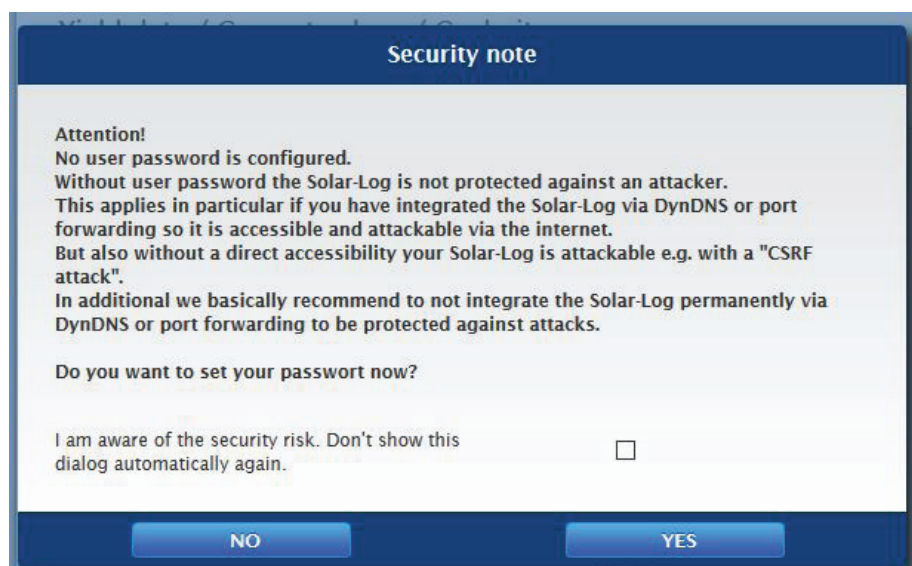 Security note
Attention!
No user password is configured.
Without user password the Solar-Log is not protected against an attacker.
This applies in particular if you have integrated the Solar-Log via DynDNS or port
forwarding so it is accessible and attackable via the internet.
But also without a direct accessibility your Solar-Log is attackable e.g. with a "CSRF
attack".
In additional we basically recommend to not integrate the Solar-Log permanently via
DynDNS or port forwarding to be protected against attacks.
Do you want to set your passwort now?
I am aware of the security risk. Don't show this
dialog automatically again.
NO
YES